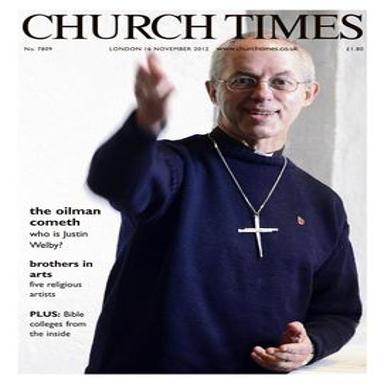 CHURCH TIMES
No. 7809 LONDON 16 NOVEMBER 2012 www.churchtimes.co.uk £1.80
the oilman
cometh
who is Justin
Welby?
brothers in
arts
five religious
artists
PLUS: Bible
colleges from
the inside